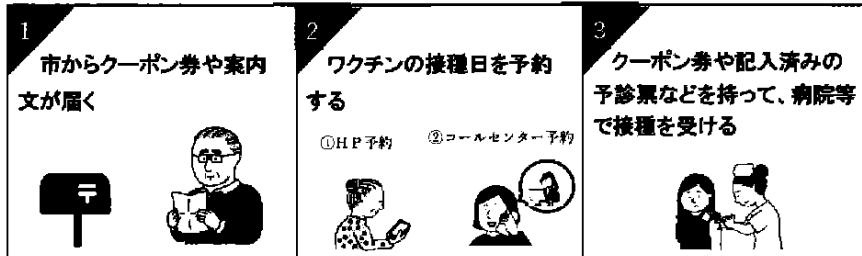 1
市からクーポン券や案内
文が届く
2
ワクチンの接種日を予約
する
①HP予約
②コールセンター予約
3
クーポン券や記入済みの
予診票などを持って、病院等
で接種を受ける
〒